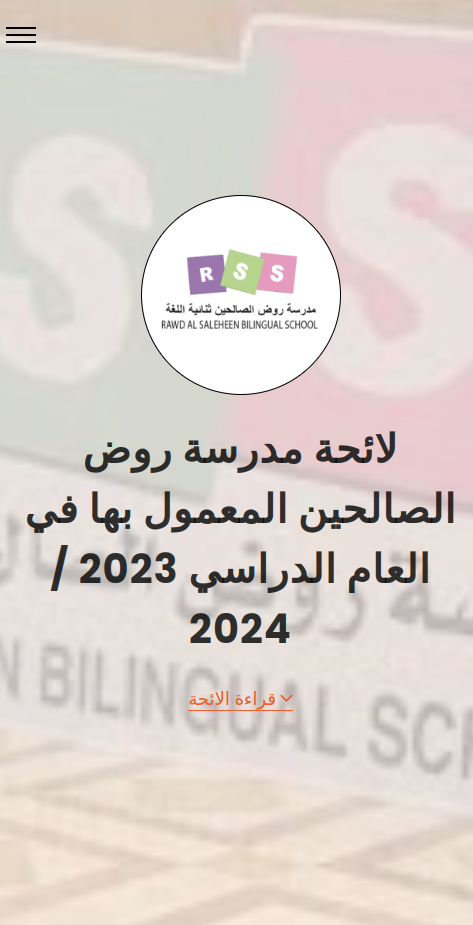 S S
R S S
مدرسة روض الصالحين ثنائية اللغة
RAWD AL SALEHEEN BILINGUAL SCHOOL
لائحة مدرسة روض
الصالحين المعمول بها في
العام الدراسي 2023 /
2024
قراءة الائحة
BILINGUAL